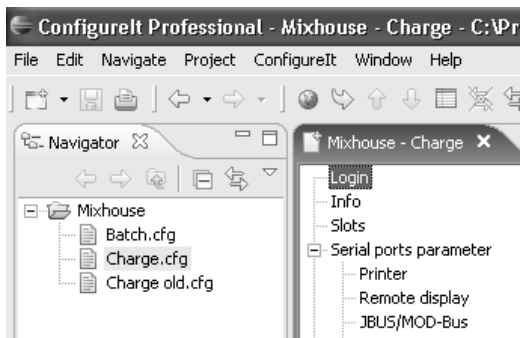 ConfigureIt Professional - Mixhouse - Charge - C:\Pr
File Edit Navigate Project ConfigureIt Window Help
Navigator
Mixhouse
Batch.cfg
Charge.cfg
Charge old.cfg
Mixhouse - Charge
Login
Info
Slots
Serial ports parameter
Printer
Remote display
JBUS/MOD-Bus